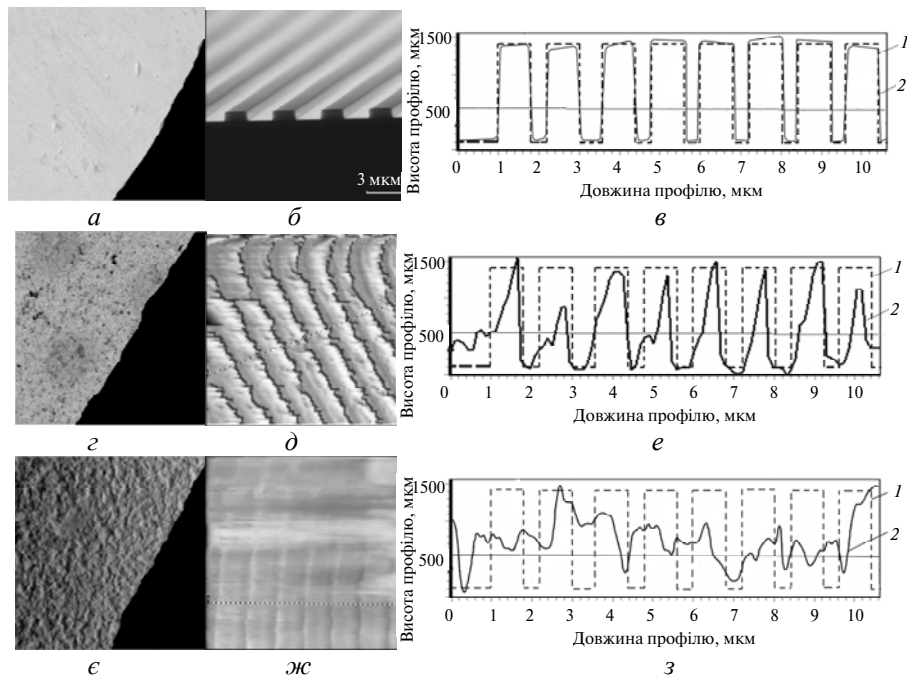 Висота профілю, мкм
1500
500
0 1 2 3 4 5 6 7 8 9 10
Довжина профілю, мкм
1
2
3 мкм
а б в
Висота профілю, мкм
1500
500
0 1 2 3 4 5 6 7 8 9 10
Довжина профілю, мкм
1
2
г д е
Висота профілю, мкм
1500
500
0 1 2 3 4 5 6 7 8 9 10
Довжина профілю, мкм
1
2
є ж з